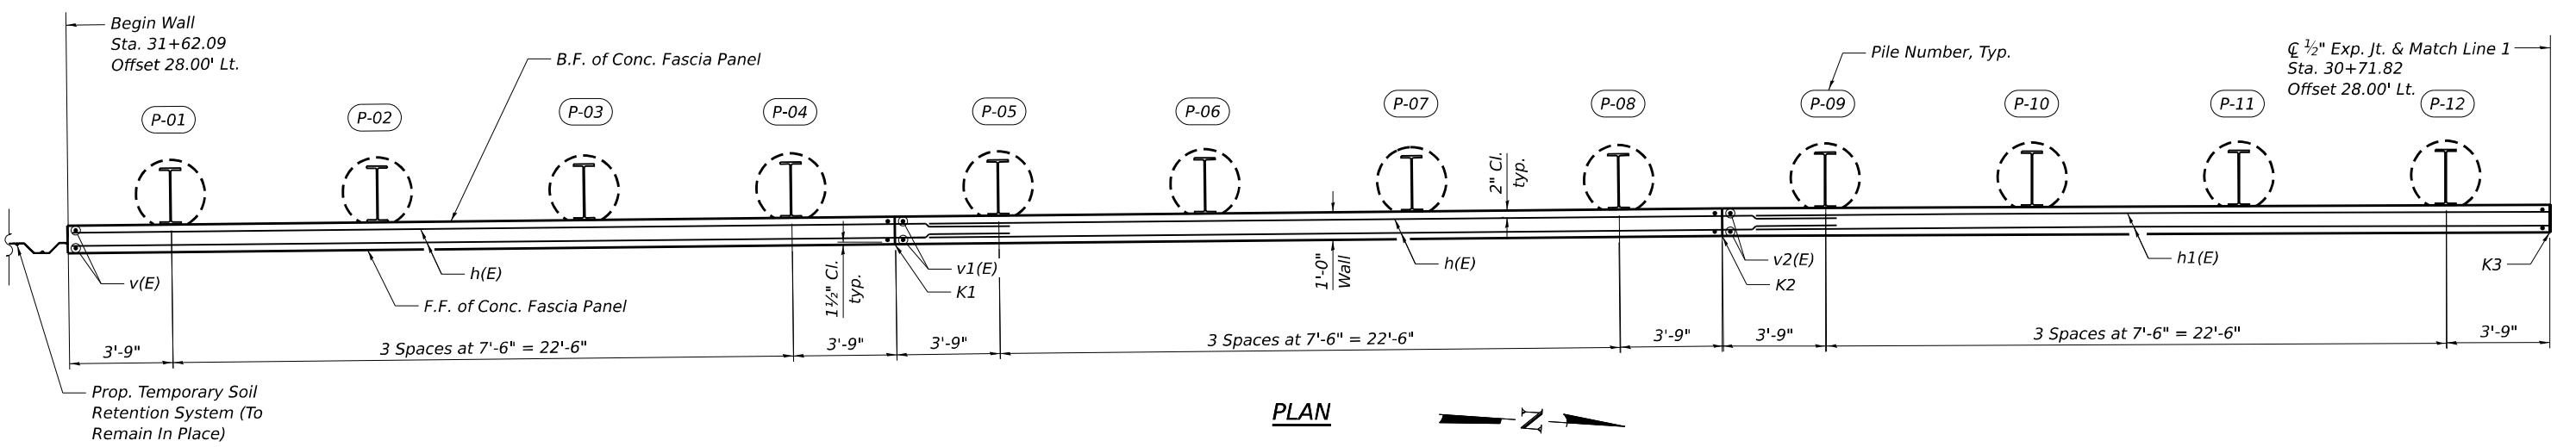 Begin Wall
Sta. 31+62.09
Offset 28.00' Lt.
B.F. of Conc. Fascia Panel
Pile Number, Typ.
℄ ½" Exp. Jt. & Match Line 1
Sta. 30+71.82
Offset 28.00' Lt.
P-01
P-02
P-03
P-04
P-05
P-06
P-07
P-08
P-09
P-10
P-11
P-12
2" Cl.
typ.
v(E)
h(E)
F.F. of Conc. Fascia Panel
1½" Cl.
typ.
v1(E)
K1
1'-0"
Wall
h(E)
v2(E)
K2
h1(E)
K3
3'-9"
3 Spaces at 7'-6" = 22'-6"
3'-9"
3'-9"
3 Spaces at 7'-6" = 22'-6"
3'-9"
3'-9"
3 Spaces at 7'-6" = 22'-6"
3'-9"
Prop. Temporary Soil
Retention System (To
Remain In Place)
PLAN
N